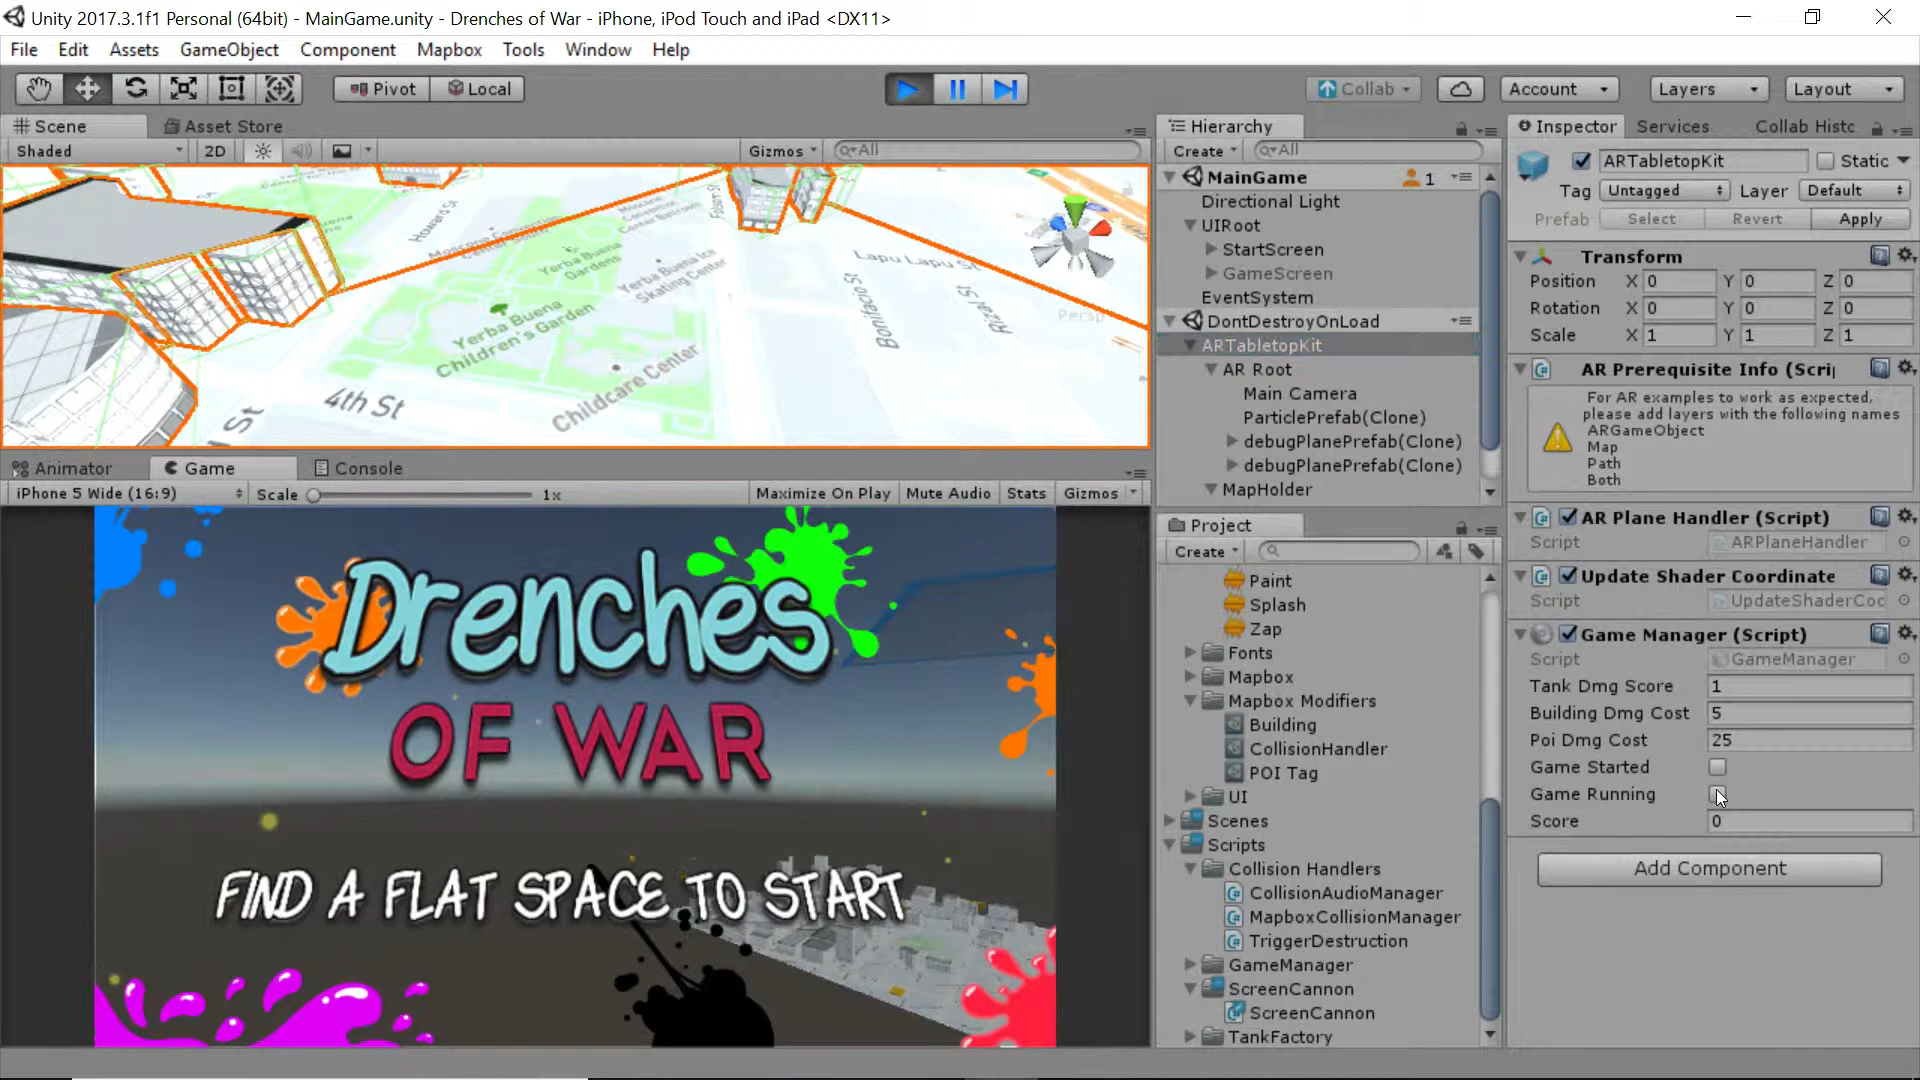 Unity 2017.3.1f1 Personal (64bit) - MainGame.unity - Drenches of War - iPhone, iPod Touch and iPad <DX11>
File Edit Assets GameObject Component Mapbox Tools Window Help
Pivot Local Collab Account Layers Layout
Scene Asset Store
Shaded 2D Gizmos All
Howard St
Folsom St
Yerba Buena
Gardens
Yerba Buena Ice
Skating Center
Lapu Lapu St
Bonifacio St
Rizal St
Persp
Yerba Buena
Children's Garden
Childcare Center
4th St
St
Animator Game Console
iPhone 5 Wide (16:9) Scale 1x Maximize On Play Mute Audio Stats Gizmos
Drenches
OF WAR
FIND A FLAT SPACE TO START
Hierarchy
Create All
MainGame 1
Directional Light
UIRoot
StartScreen
GameScreen
EventSystem
DontDestroyOnLoad
ARTabletopKit
AR Root
Main Camera
ParticlePrefab(Clone)
debugPlanePrefab(Clone)
debugPlanePrefab(Clone)
MapHolder
Project
Create
Paint
Splash
Zap
Fonts
Mapbox
Mapbox Modifiers
Building
CollisionHandler
POI Tag
UI
Scenes
Scripts
Collision Handlers
CollisionAudioManager
MapboxCollisionManager
TriggerDestruction
GameManager
ScreenCannon
ScreenCannon
TankFactory
Inspector Services Collab Histc
ARTabletopKit Static
Tag Untagged Layer Default
Prefab Select Revert Apply
Transform
Position X 0 Y 0 Z 0
Rotation X 0 Y 0 Z 0
Scale X 1 Y 1 Z 1
AR Prerequisite Info (Scri
For AR examples to work as expected,
please add layers with the following names
ARGameObject
Map
Path
Both
AR Plane Handler (Script)
Script ARPlaneHandler
Update Shader Coordinate
Script UpdateShaderCoc
Game Manager (Script)
Script GameManager
Tank Dmg Score 1
Building Dmg Cost 5
Poi Dmg Cost 25
Game Started
Game Running
Score 0
Add Component